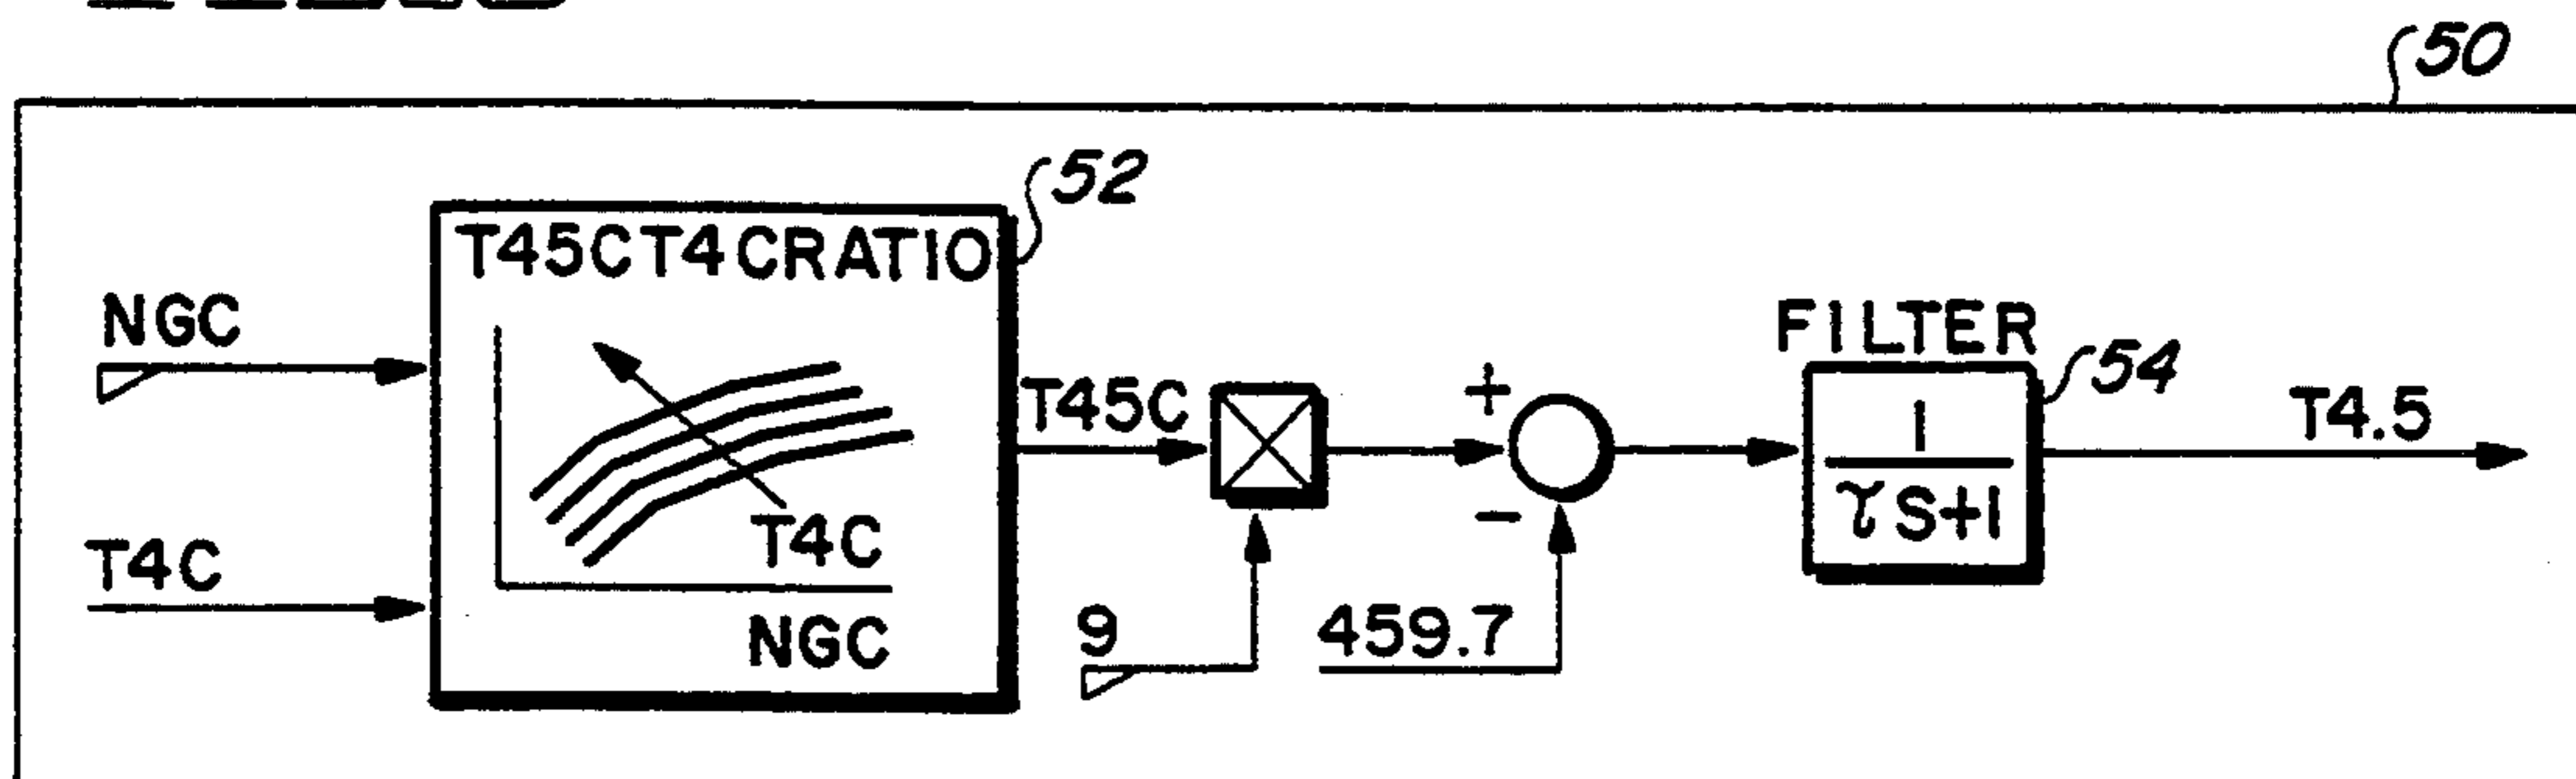 50
52
T45CT4CRATIO
NGC
FILTER
54
T45C
+
T4.5
1
τS+1
−
T4C
T4C
9
459.7
NGC